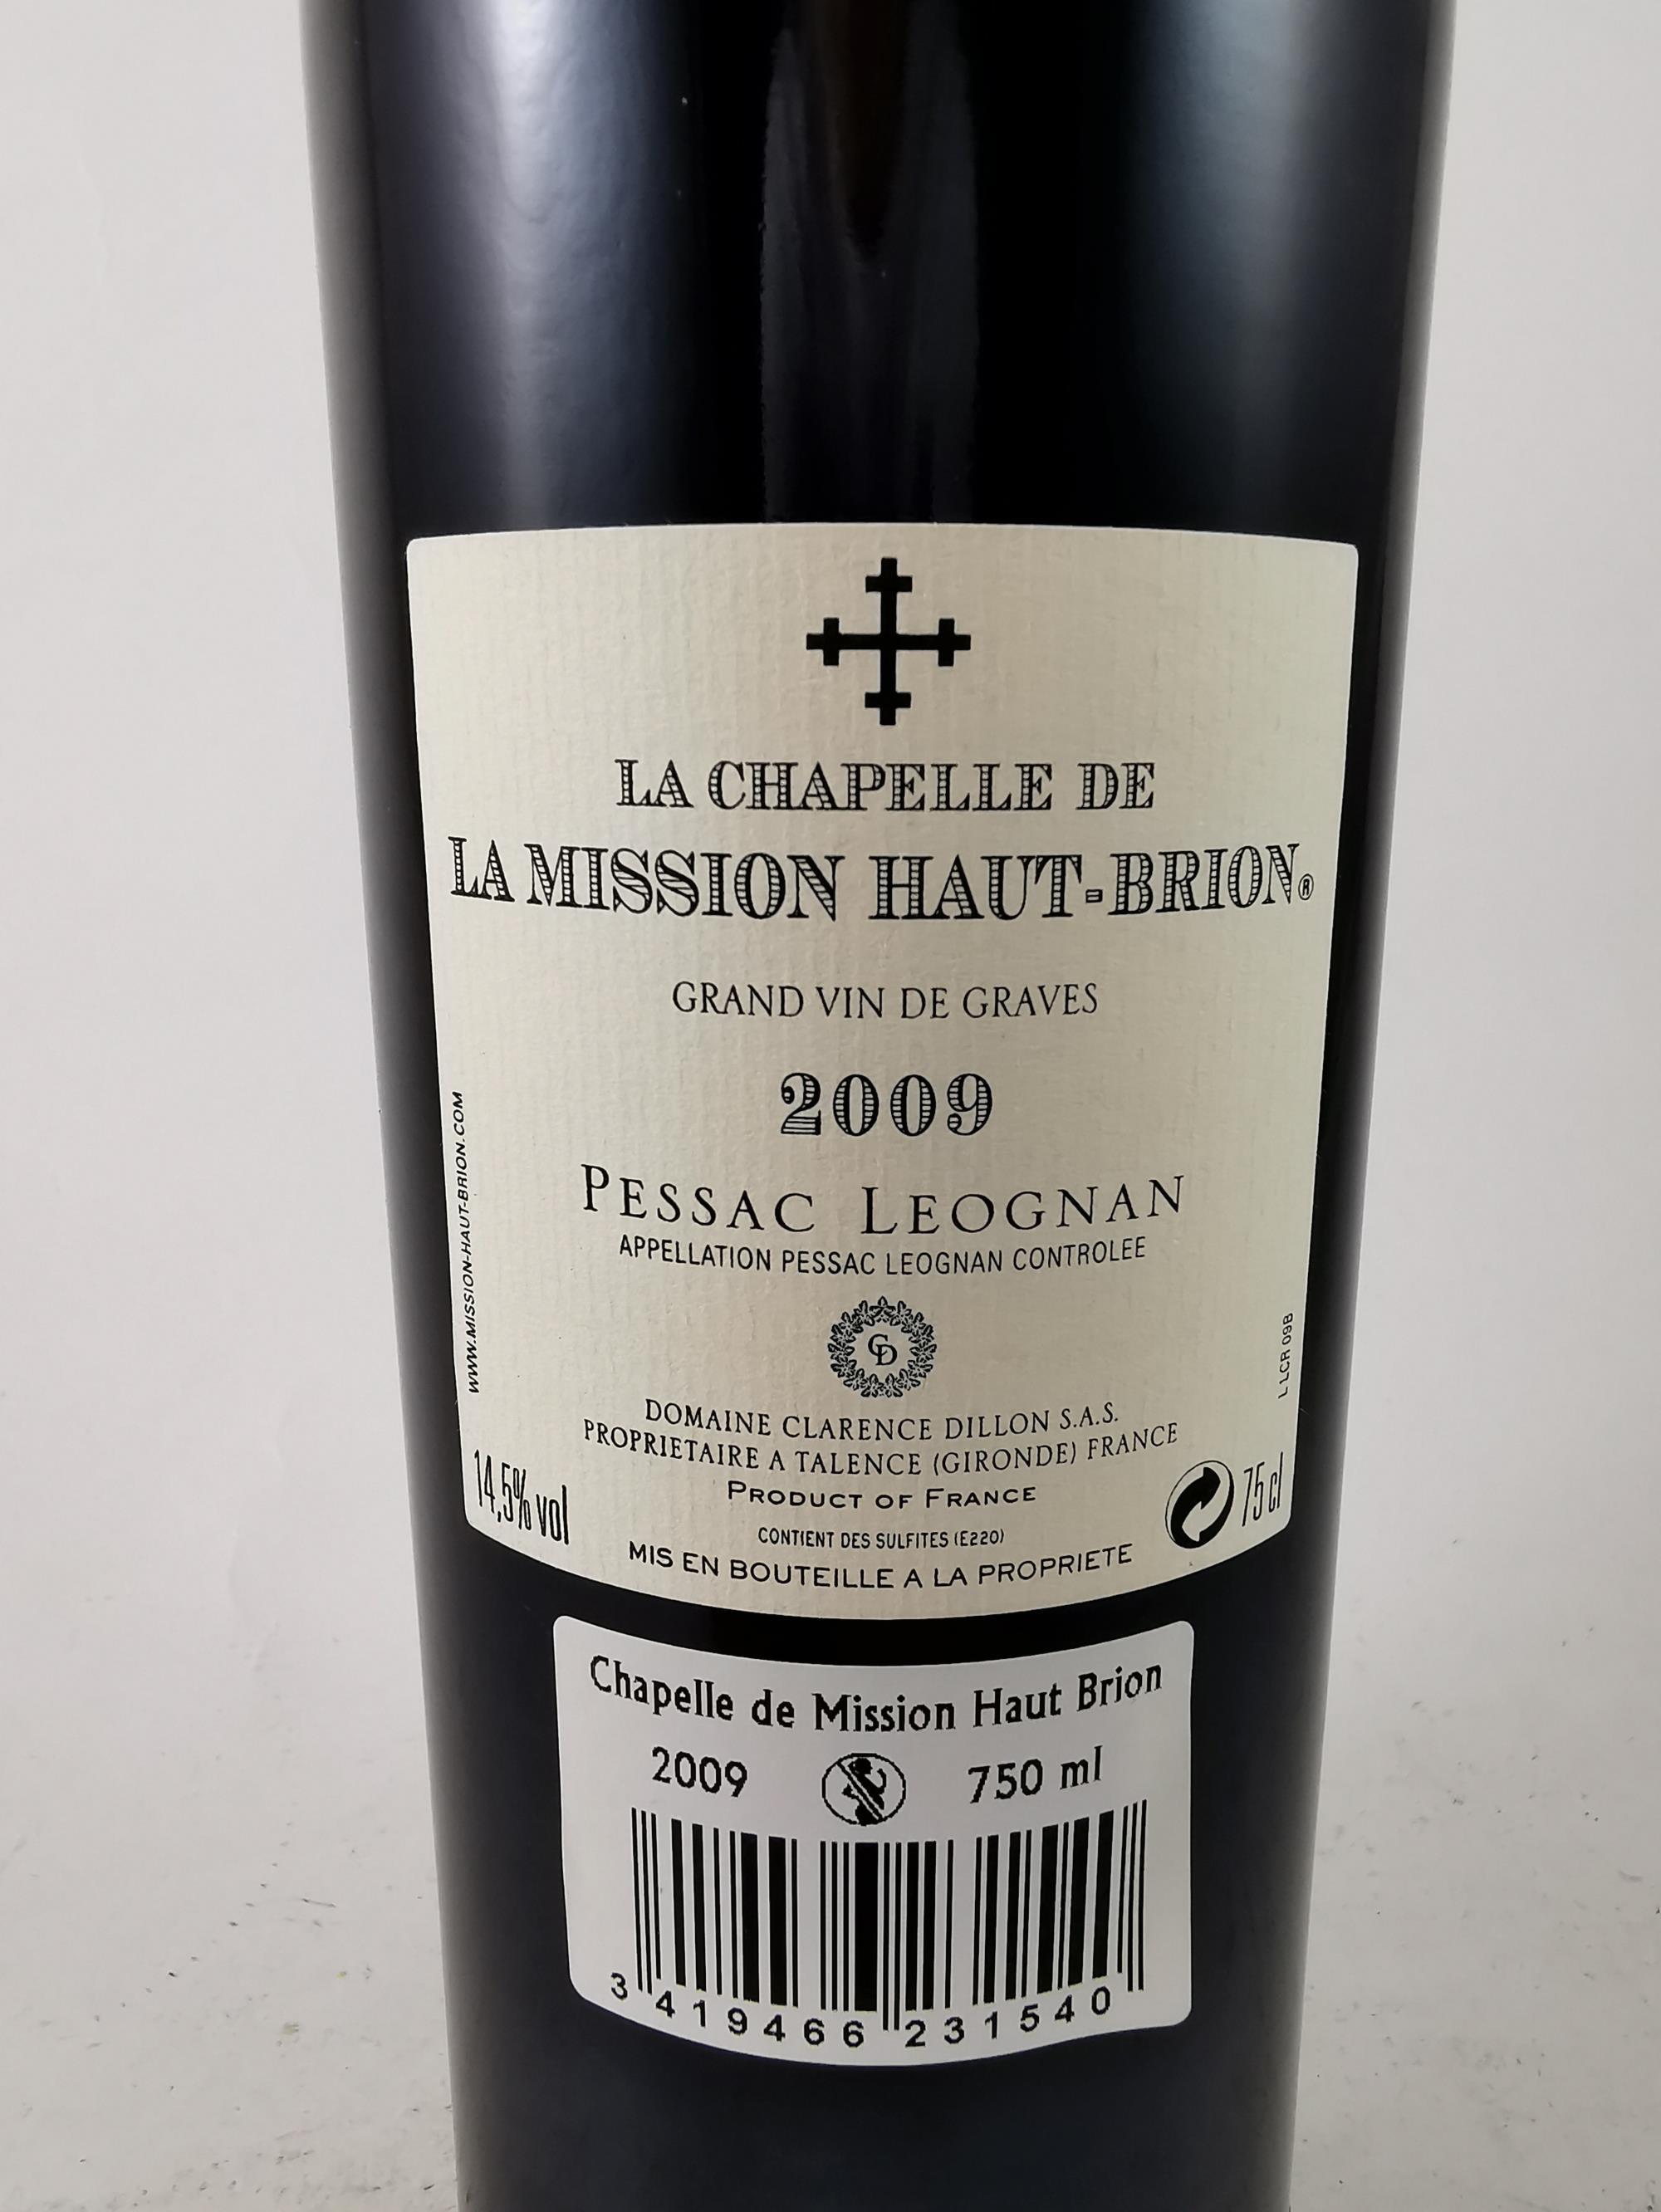 LA CHAPELLE DE
LA MISSION HAUT-BRION®
GRAND VIN DE GRAVES
2009
PESSAC LEOGNAN
APPELLATION PESSAC LEOGNAN CONTROLEE
WWW.MISSION-HAUT-BRION.COM
L LCR 09B
CD
DOMAINE CLARENCE DILLON S.A.S.
PROPRIETAIRE A TALENCE (GIRONDE) FRANCE
PRODUCT OF FRANCE
14,5% vol
75 cl
CONTIENT DES SULFITES (E220)
MIS EN BOUTEILLE A LA PROPRIETE
Chapelle de Mission Haut Brion
2009 750 ml
3 419466 231540